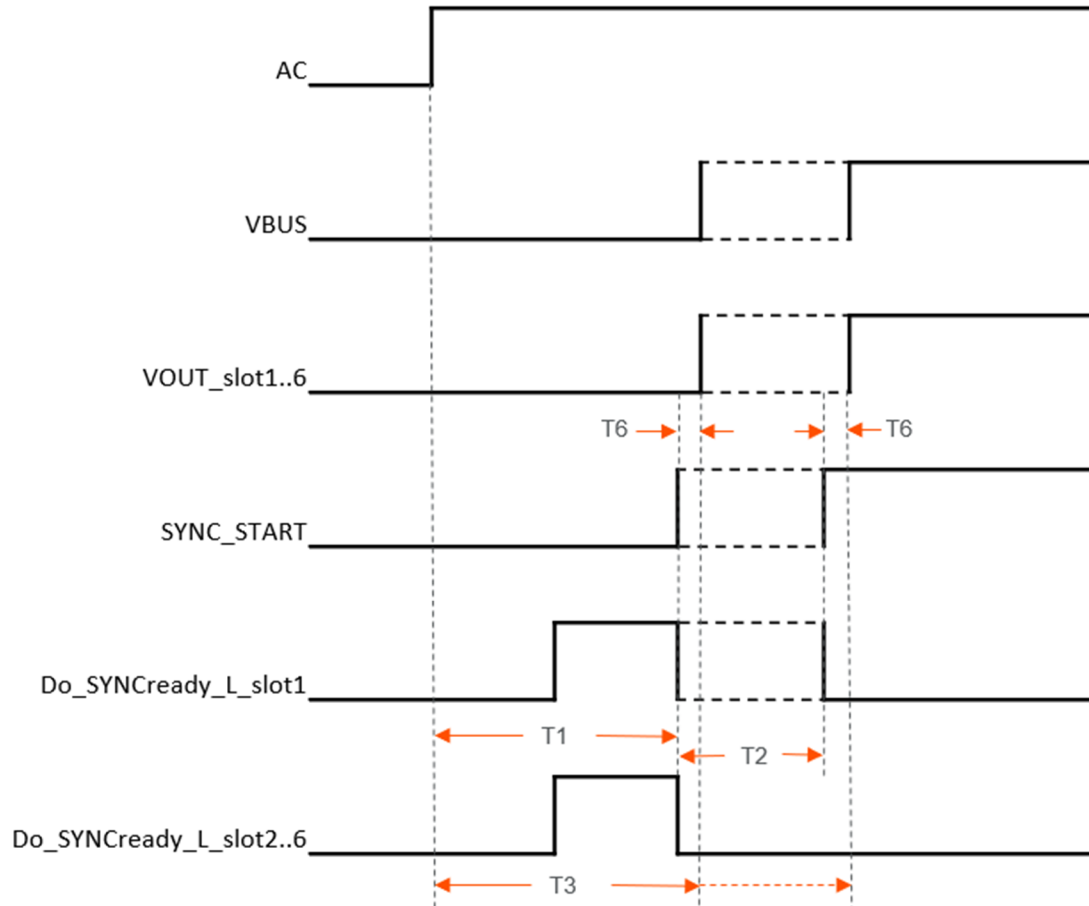 AC
VBUS
VOUT_slot1..6
T6
T6
SYNC_START
Do_SYNCready_L_slot1
T1
T2
Do_SYNCready_L_slot2..6
T3